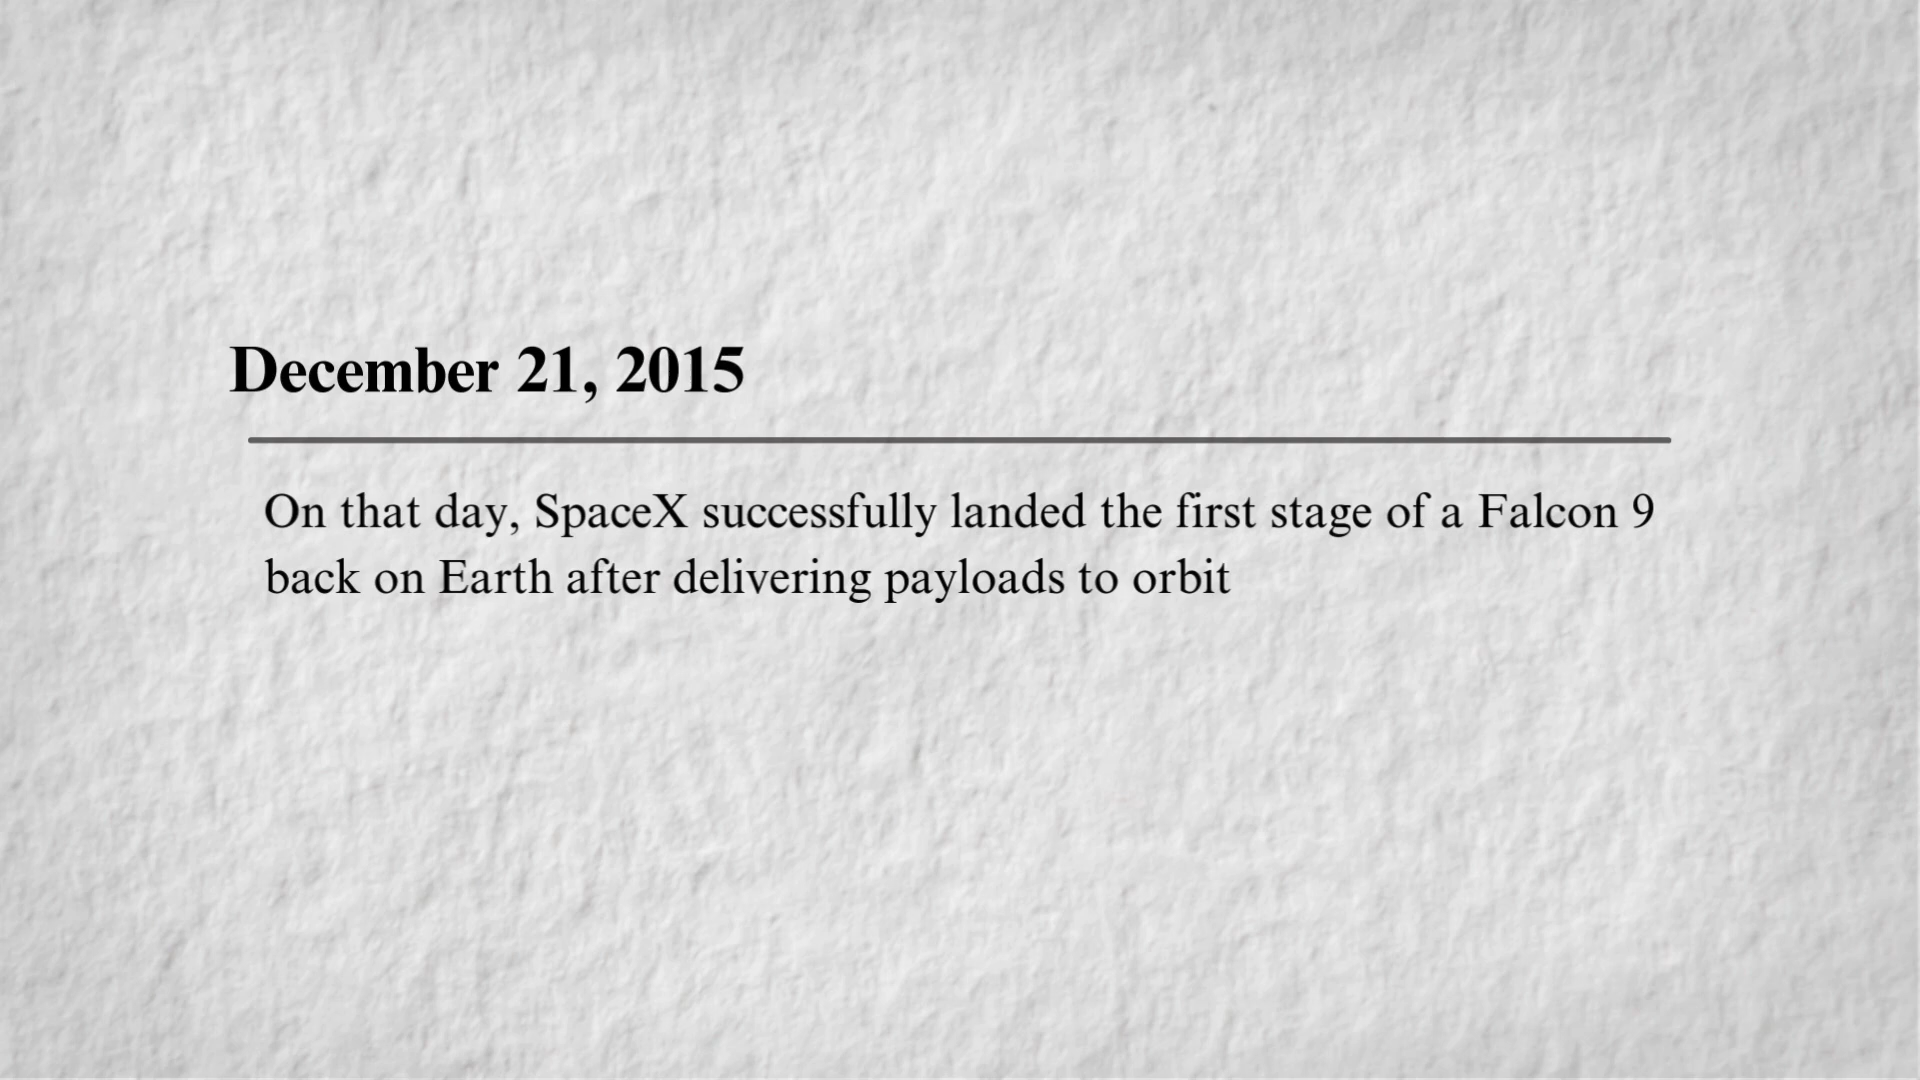 December 21, 2015
On that day, SpaceX successfully landed the first stage of a Falcon 9
back on Earth after delivering payloads to orbit